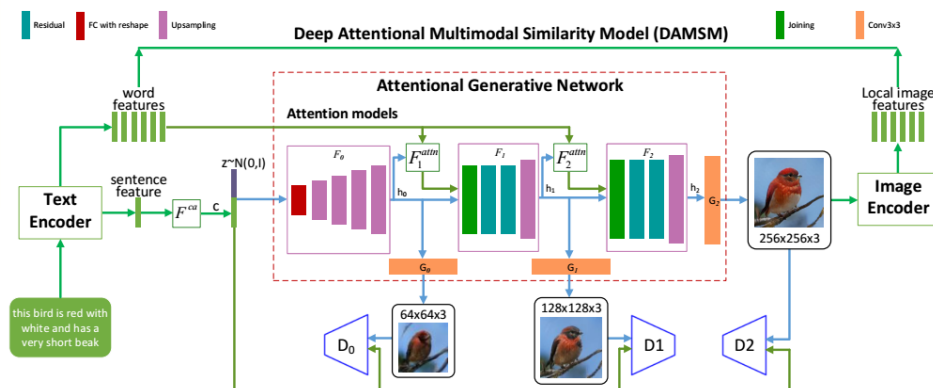 Residual
FC with reshape
Upsampling
Joining
Conv3x3
Deep Attentional Multimodal Similarity Model (DAMSM)
Attentional Generative Network
word
features
Attention models
Local image
features
z~N(0,I)
F₀
F₁ᵃᵗᵗⁿ
F₁
F₂ᵃᵗᵗⁿ
F₂
sentence
feature
Text
Encoder
Fᶜᵃ
c
h₀
h₁
h₂
G₂
Image
Encoder
256x256x3
G₀
G₁
this bird is red with
white and has a
very short beak
64x64x3
128x128x3
D₀
D1
D2